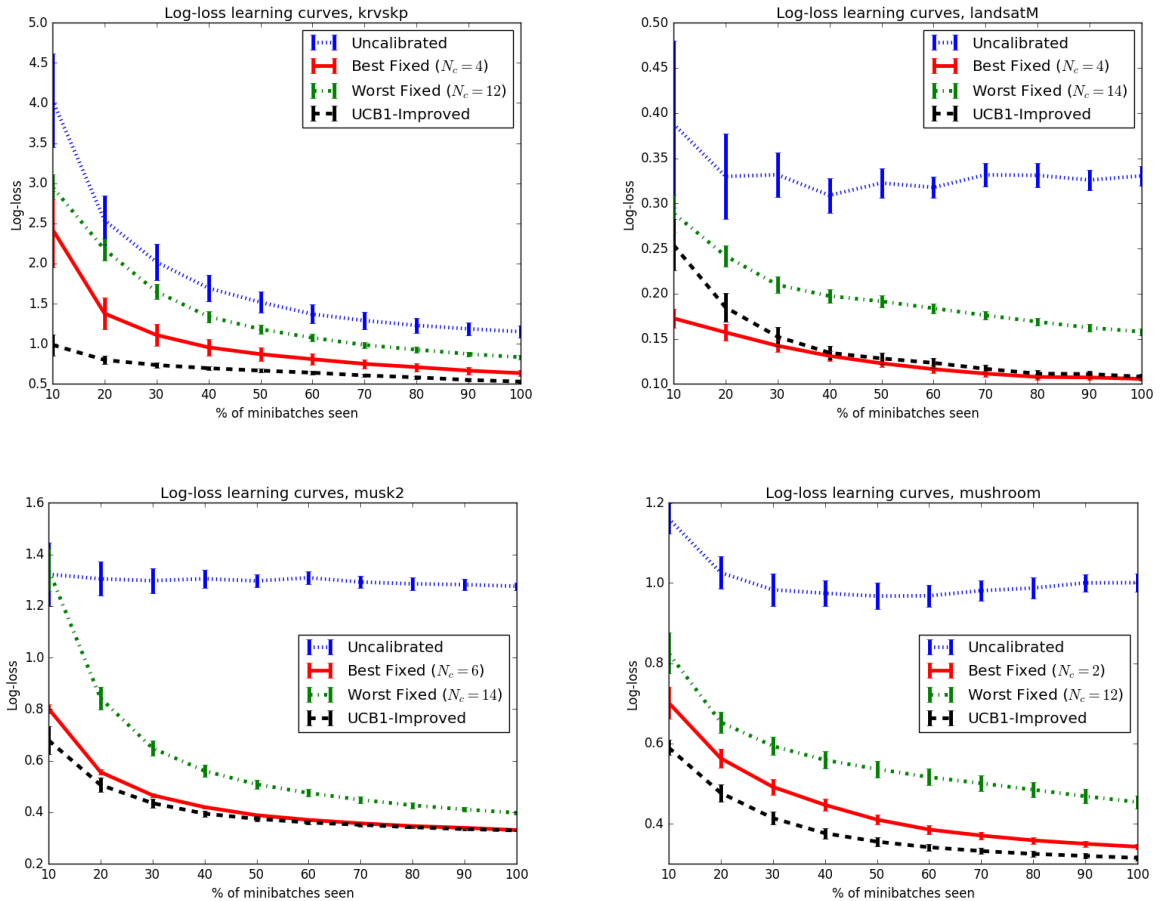 Log-loss learning curves, krvskp
5.0
4.5
4.0
3.5
3.0
2.5
2.0
1.5
1.0
0.5
Log-loss
Uncalibrated
Best Fixed (N_c = 4)
Worst Fixed (N_c = 12)
UCB1-Improved
10 20 30 40 50 60 70 80 90 100
% of minibatches seen
Log-loss learning curves, landsatM
0.50
0.45
0.40
0.35
0.30
0.25
0.20
0.15
0.10
Log-loss
Uncalibrated
Best Fixed (N_c = 4)
Worst Fixed (N_c = 14)
UCB1-Improved
10 20 30 40 50 60 70 80 90 100
% of minibatches seen
Log-loss learning curves, musk2
1.6
1.4
1.2
1.0
0.8
0.6
0.4
0.2
Log-loss
Uncalibrated
Best Fixed (N_c = 6)
Worst Fixed (N_c = 14)
UCB1-Improved
10 20 30 40 50 60 70 80 90 100
% of minibatches seen
Log-loss learning curves, mushroom
1.2
1.0
0.8
0.6
0.4
Log-loss
Uncalibrated
Best Fixed (N_c = 2)
Worst Fixed (N_c = 12)
UCB1-Improved
10 20 30 40 50 60 70 80 90 100
% of minibatches seen